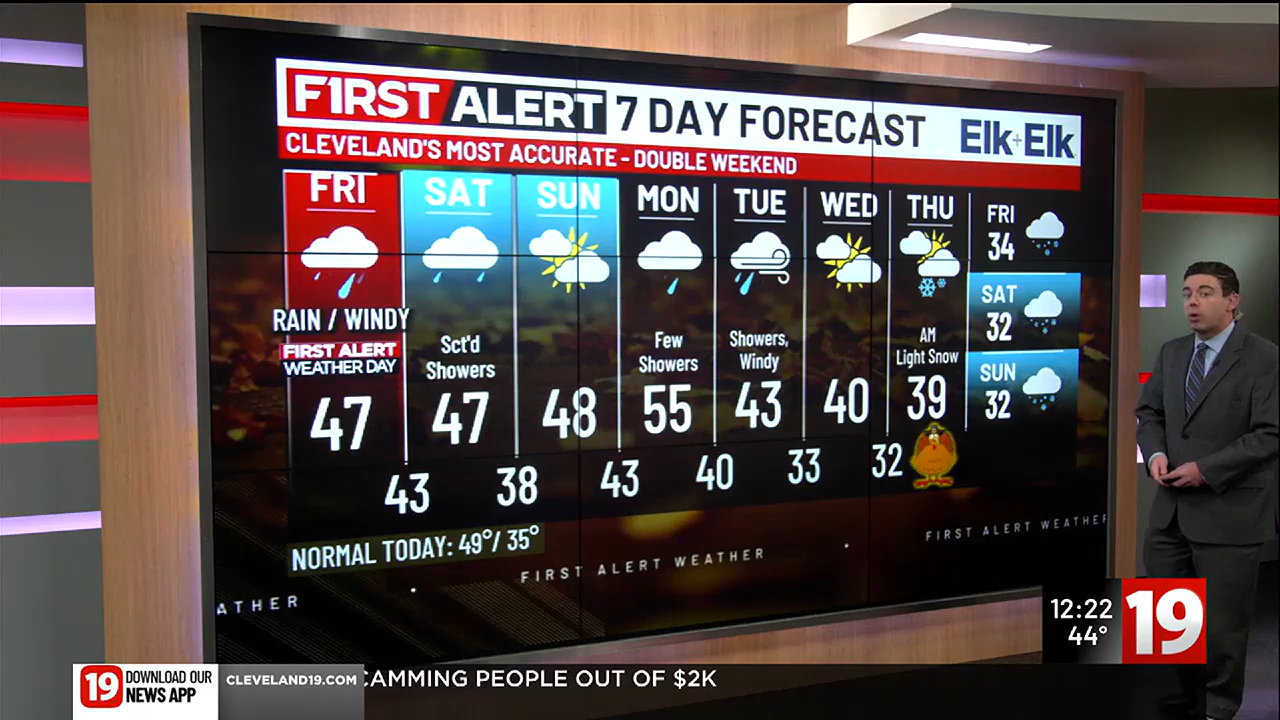 F1RST ALERT 7 DAY FORECAST Elk+Elk
CLEVELAND'S MOST ACCURATE - DOUBLE WEEKEND
FRI
RAIN / WINDY
FIRST ALERT
WEATHER DAY
47
SAT
Sct'd
Showers
47
SUN
48
MON
Few
Showers
55
TUE
Showers,
Windy
43
WED
40
THU
AM
Light Snow
39
FRI
34
SAT
32
SUN
32
43 38 43 40 33 32
NORMAL TODAY: 49°/ 35°
FIRST ALERT WEATHER
FIRST ALERT WEATHER
ATHER
12:22
44°
19
19 DOWNLOAD OUR
NEWS APP
CLEVELAND19.COM
CAMMING PEOPLE OUT OF $2K